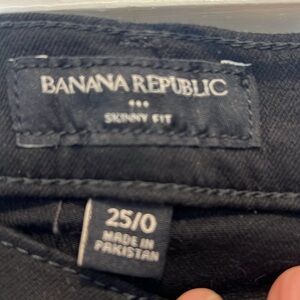 BANANA REPUBLIC
SKINNY FIT
25/0
MADE IN
PAKISTAN